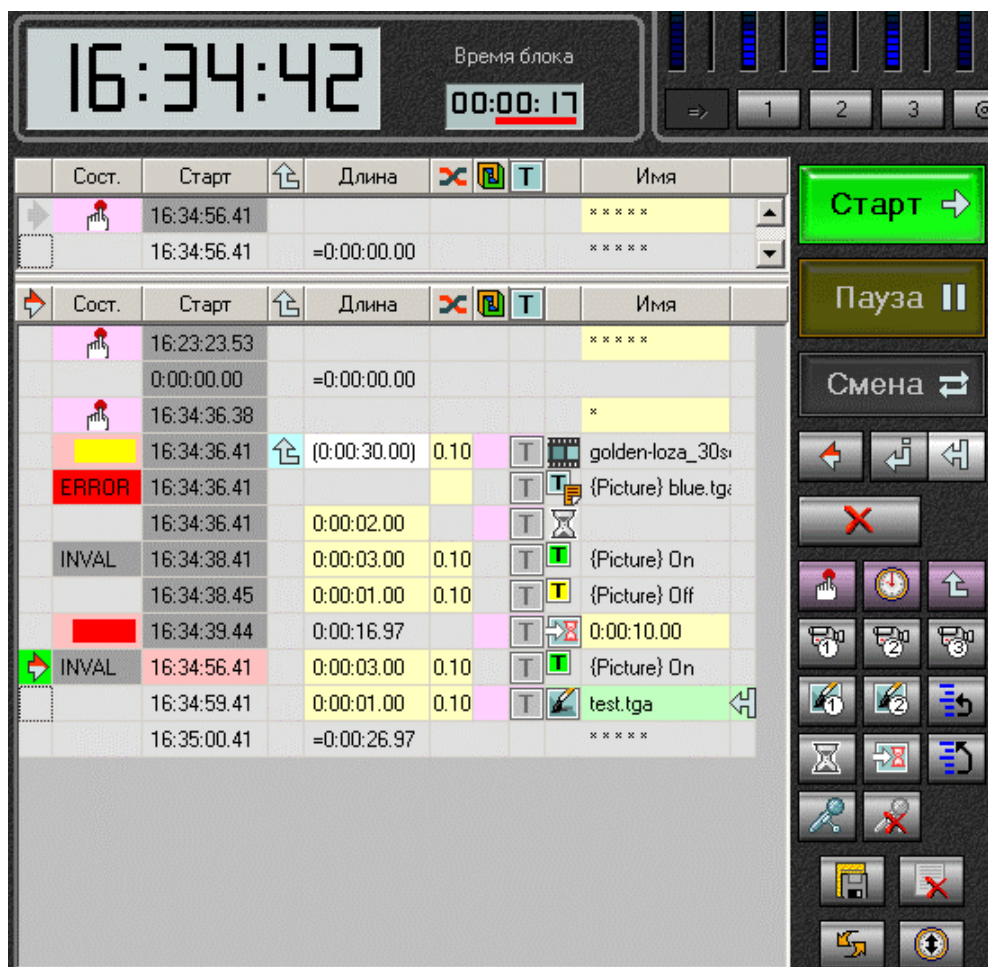 16:34:42
Время блока
00:00:17
=> 1 2 3
Сост. Старт Длина T Имя
16:34:56.41 × × × × ×
16:34:56.41 =0:00:00.00 × × × × ×
Сост. Старт Длина T Имя
16:23:23.53 × × × × ×
0:00:00.00 =0:00:00.00
16:34:36.38 ×
16:34:36.41 (0:00:30.00) 0.10 T golden-loza_30s
ERROR 16:34:36.41 T T {Picture} blue.tga
16:34:36.41 0:00:02.00 T
INVAL 16:34:38.41 0:00:03.00 0.10 T T {Picture} On
16:34:38.45 0:00:01.00 0.10 T T {Picture} Off
16:34:39.44 0:00:16.97 T 0:00:10.00
INVAL 16:34:56.41 0:00:03.00 0.10 T T {Picture} On
16:34:59.41 0:00:01.00 0.10 T test.tga
16:35:00.41 =0:00:26.97 × × × × ×
Старт
Пауза
Смена
1 2 3
1 2